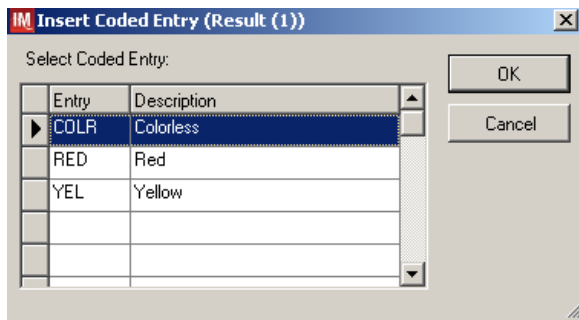 IM Insert Coded Entry (Result (1))
Select Coded Entry:
OK
Entry Description
COLR Colorless
Cancel
RED Red
YEL Yellow